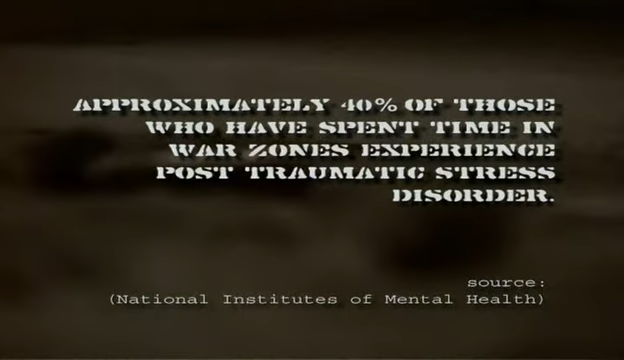 APPROXIMATELY 40% OF THOSE
WHO HAVE SPENT TIME IN
WAR ZONES EXPERIENCE
POST TRAUMATIC STRESS
DISORDER.
source:
(National Institutes of Mental Health)